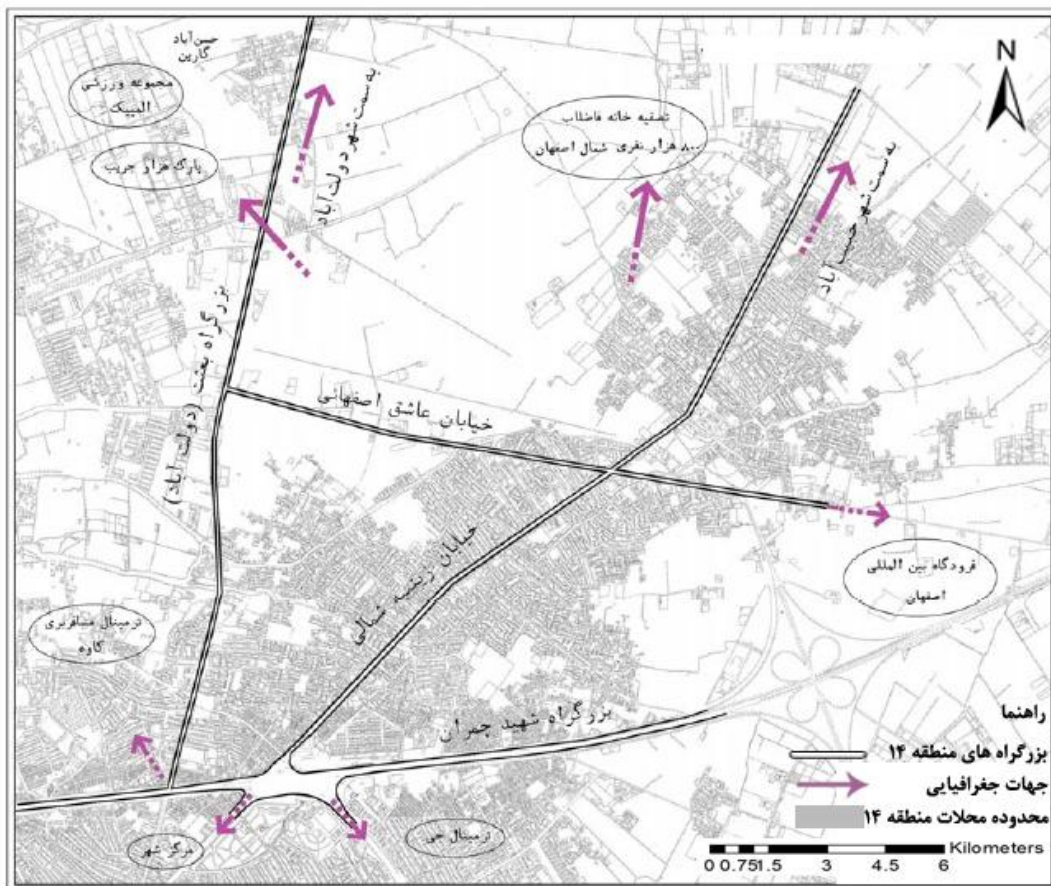 حسن‌آباد
گارین
مجموعه ورزشی
المپیک
پارک هزار جریب
به سمت شهر دولت آباد
تصفیه خانه فاضلاب
۸۰۰ هزار نفری شمال اصفهان
به سمت شهر حبیب آباد
N
بزرگراه بعثت (دولت آباد)
خیابان عاشق اصفهانی
خیابان زینبیه شمالی
فرودگاه بین المللی
اصفهان
ترمینال مسافربری
کاوه
بزرگراه شهید چمران
مرکز شهر
ترمینال جی
راهنما
بزرگراه های منطقه ۱۴
جهات جغرافیایی
محدوده محلات منطقه ۱۴
Kilometers
0 0.75 1.5 3 4.5 6